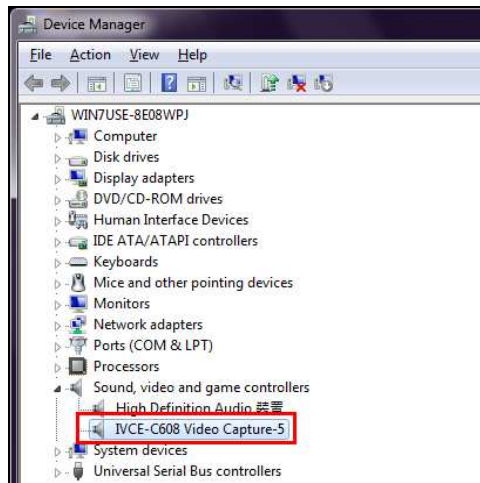 Device Manager
File Action View Help
WIN7USE-8E08WPJ
Computer
Disk drives
Display adapters
DVD/CD-ROM drives
Human Interface Devices
IDE ATA/ATAPI controllers
Keyboards
Mice and other pointing devices
Monitors
Network adapters
Ports (COM & LPT)
Processors
Sound, video and game controllers
High Definition Audio 裝置
IVCE-C608 Video Capture-5
System devices
Universal Serial Bus controllers